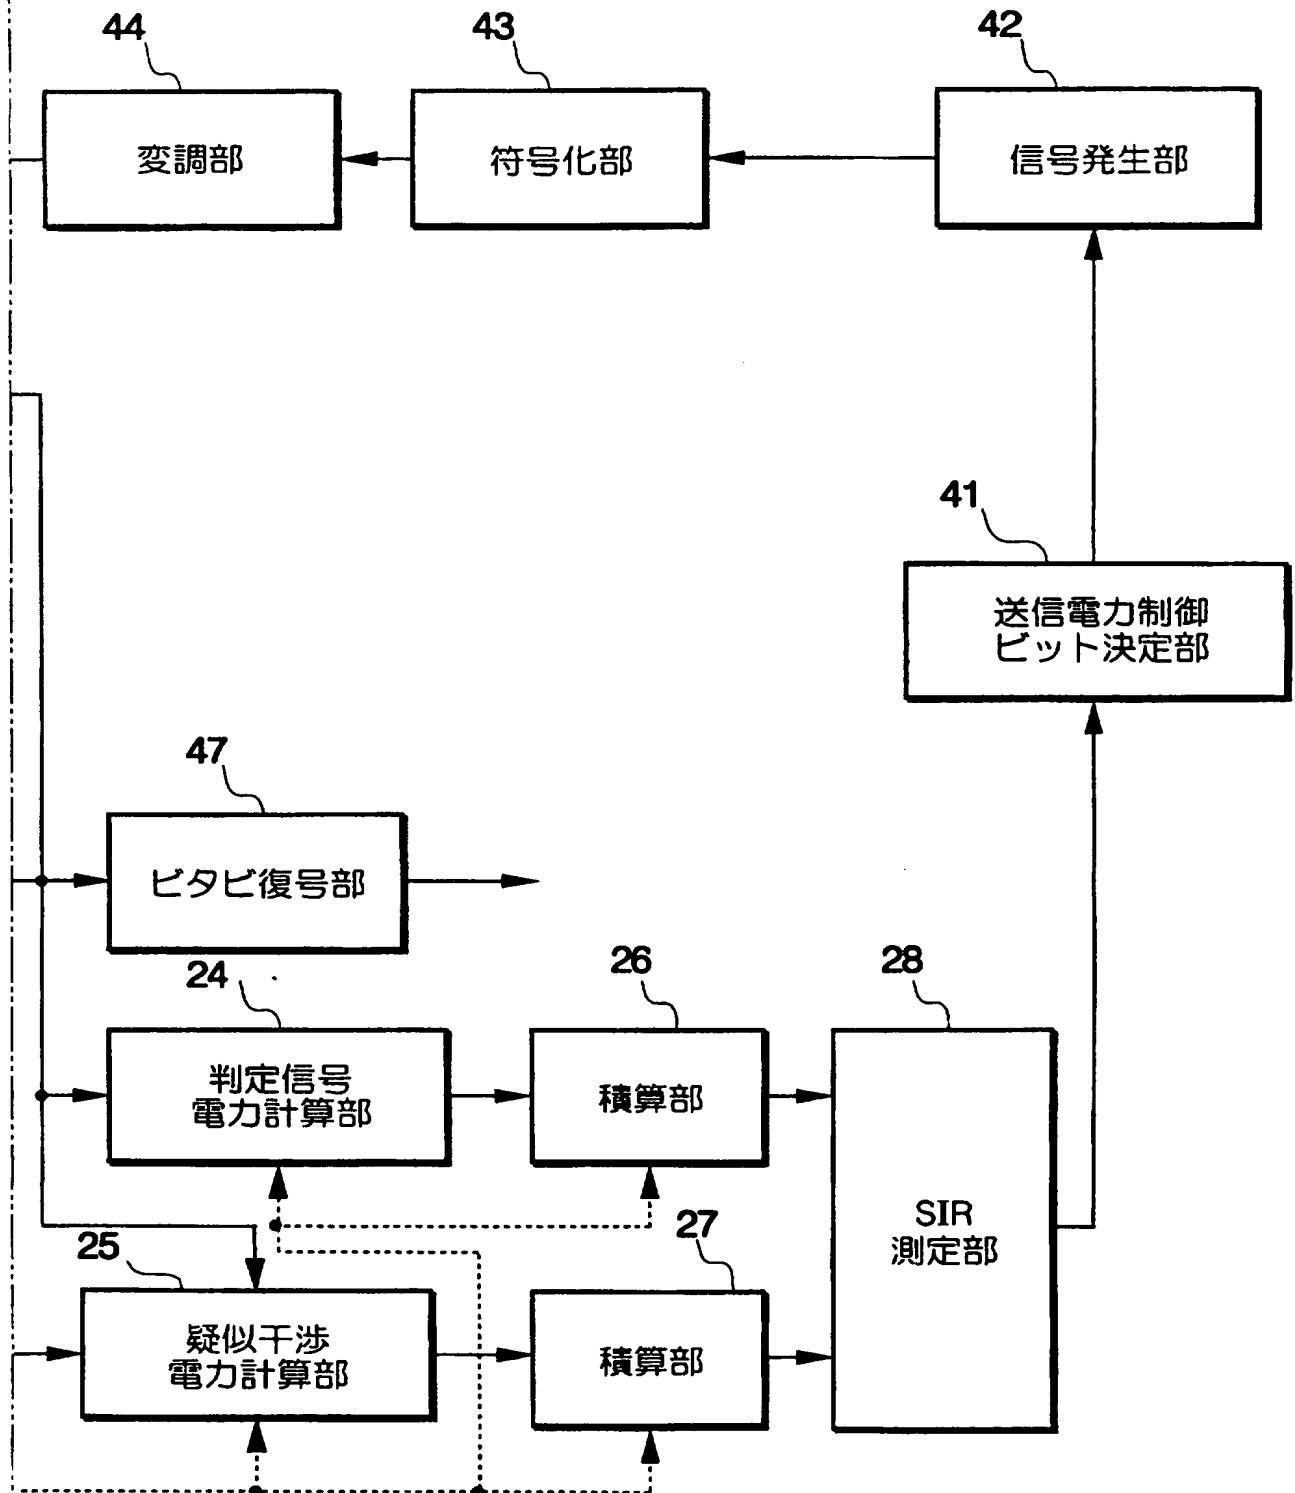 44
変調部
43
符号化部
42
信号発生部
41
送信電力制御
ビット決定部
47
ビタビ復号部
24
判定信号
電力計算部
26
積算部
28
SIR
測定部
25
疑似干渉
電力計算部
27
積算部